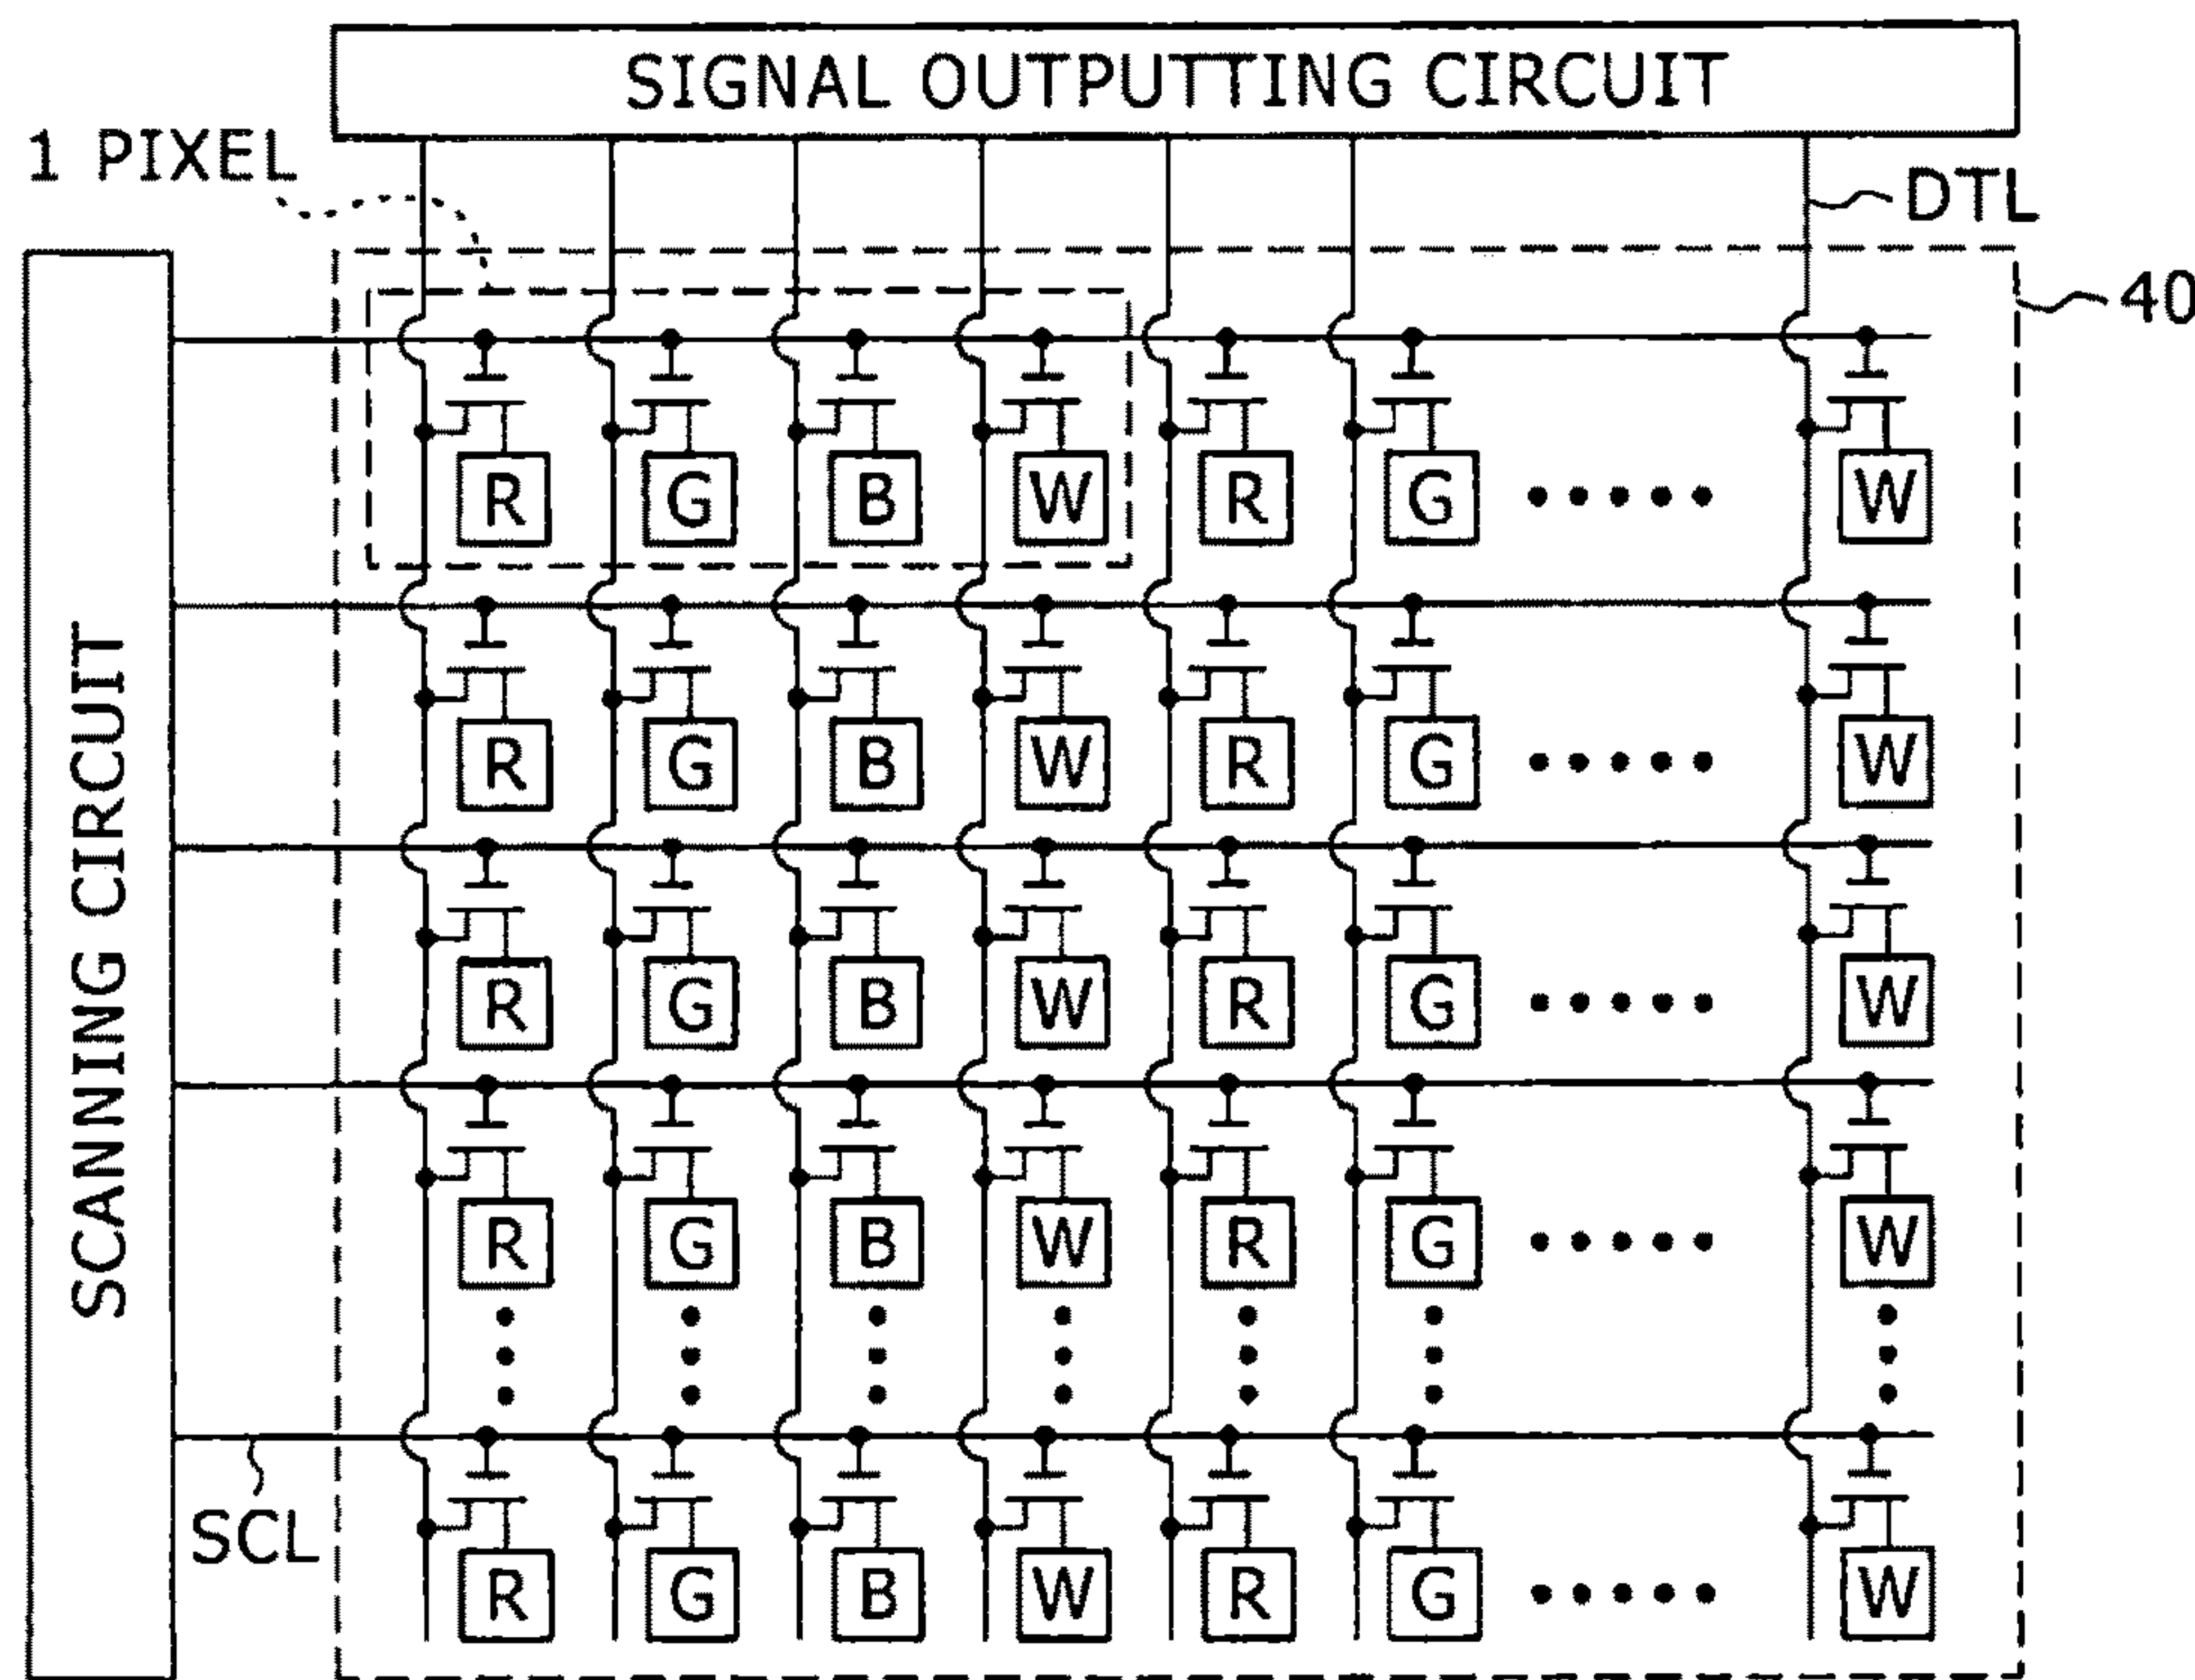 SIGNAL OUTPUTTING CIRCUIT
1 PIXEL
DTL
40
SCANNING CIRCUIT
R G B W R G ..... W
R G B W R G ..... W
R G B W R G ..... W
R G B W R G ..... W
SCL
R G B W R G ..... W